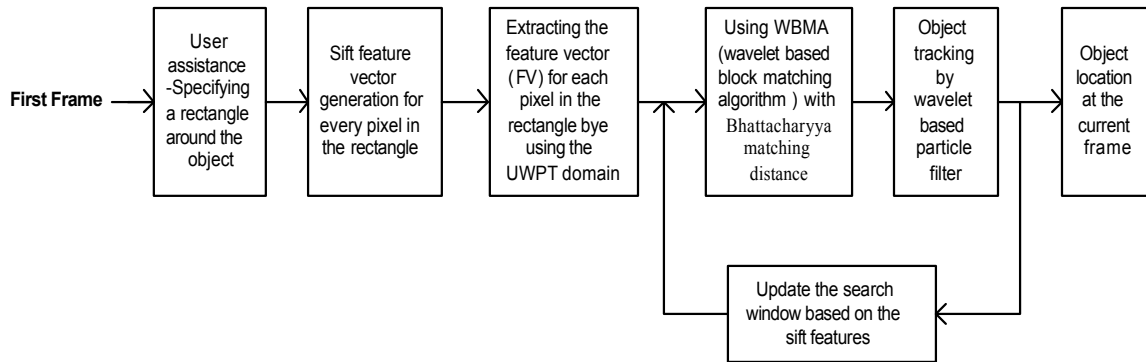 First Frame
User
assistance
-Specifying
a rectangle
around the
object
Sift feature
vector
generation for
every pixel in
the rectangle
Extracting the
feature vector
(FV) for each
pixel in the
rectangle bye
using the
UWPT domain
Using WBMA
(wavelet based
block matching
algorithm ) with
Bhattacharyya
matching
distance
Object
tracking
by
wavelet
based
particle
filter
Object
location
at the
current
frame
Update the search
window based on the
sift features